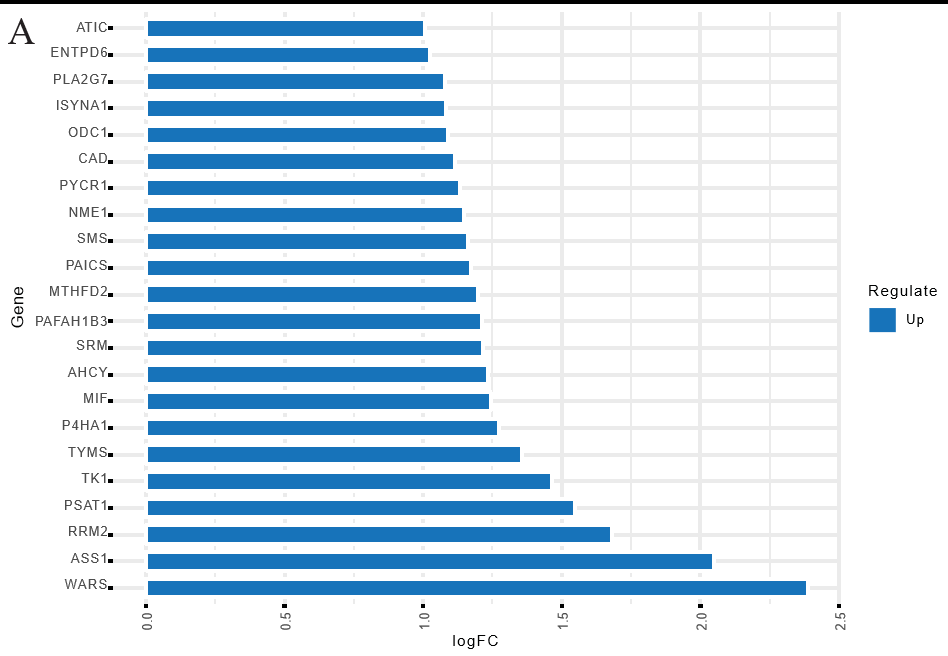 A
ATIC
ENTPD6
PLA2G7
ISYNA1
ODC1
CAD
PYCR1
NME1
SMS
PAICS
MTHFD2
PAFAH1B3
SRM
AHCY
MIF
P4HA1
TYMS
TK1
PSAT1
RRM2
ASS1
WARS
Gene
0.0 0.5 1.0 1.5 2.0 2.5
logFC
Regulate
Up